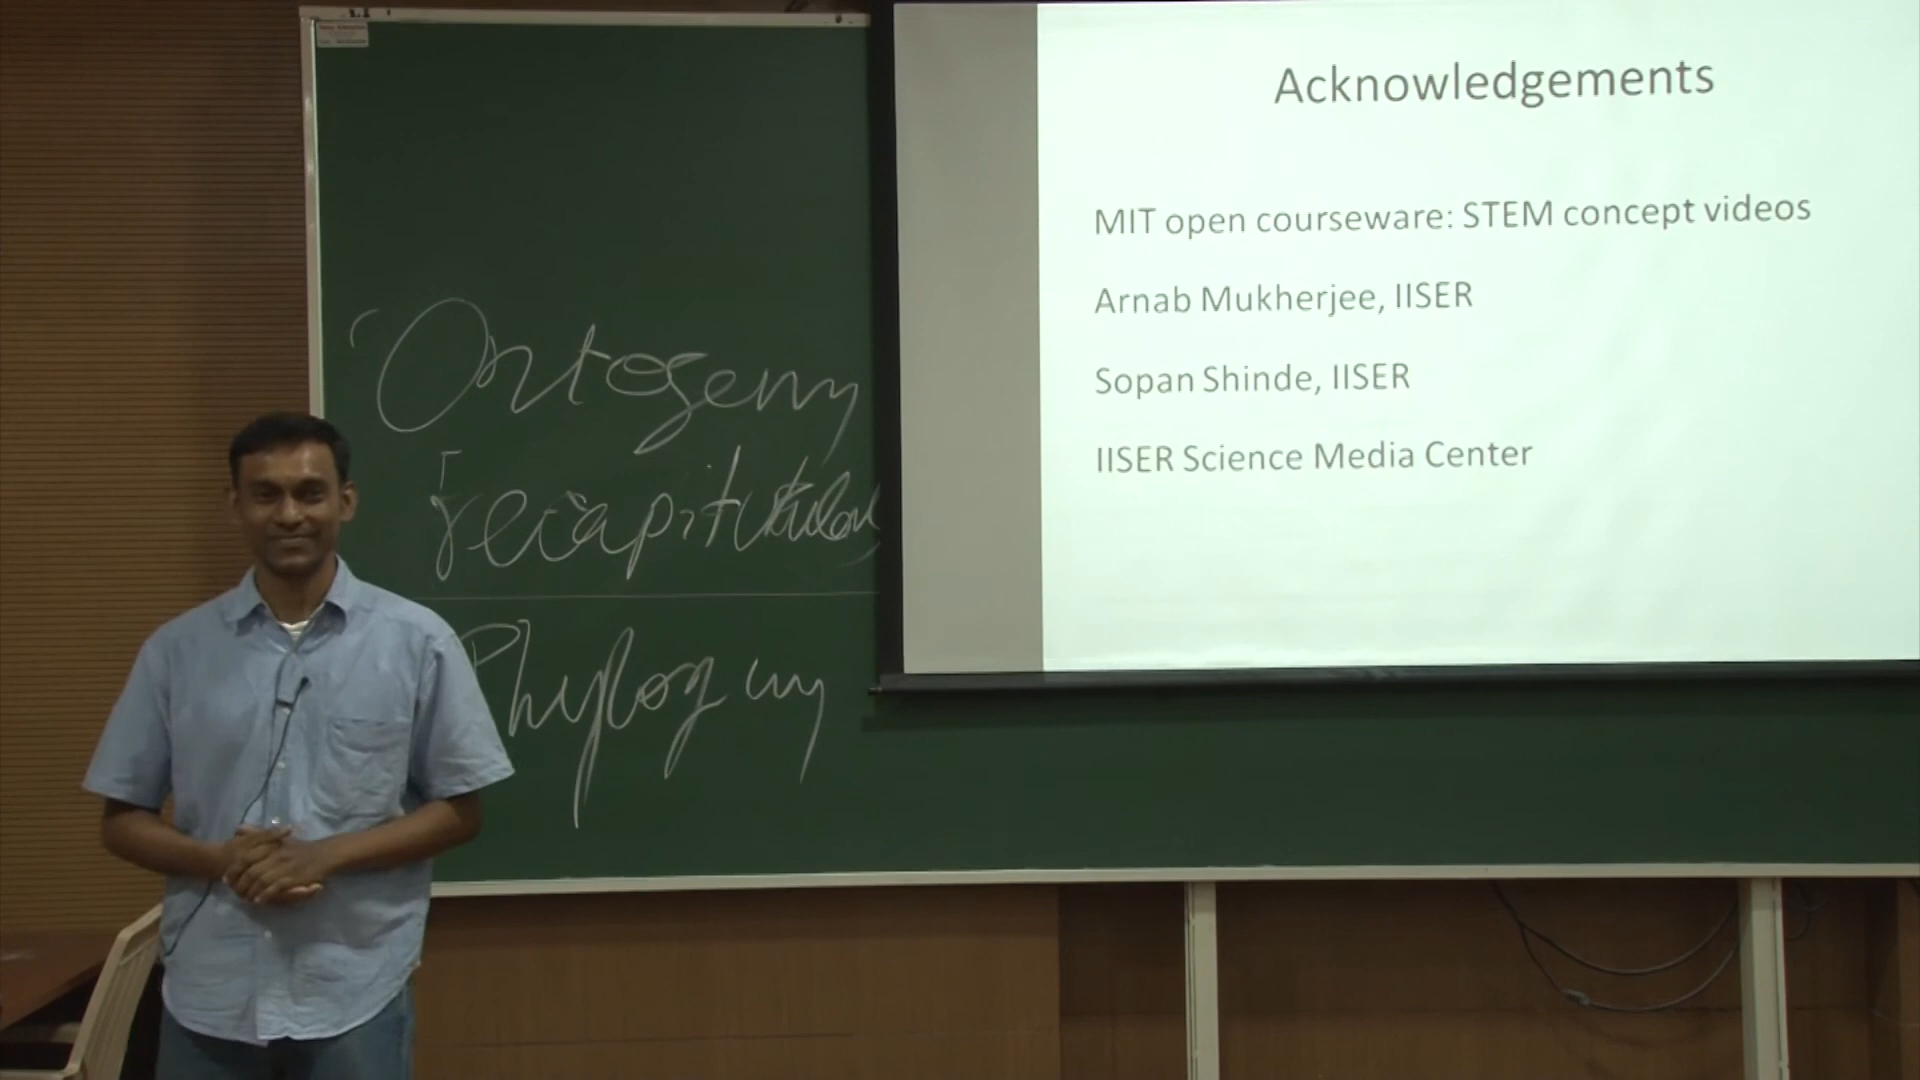 Ontogeny
recapitulates
Phylogeny
Acknowledgements
MIT open courseware: STEM concept videos
Arnab Mukherjee, IISER
Sopan Shinde, IISER
IISER Science Media Center